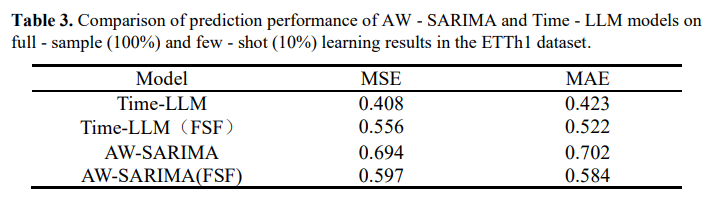 Table 3. Comparison of prediction performance of AW - SARIMA and Time - LLM models on
full - sample (100%) and few - shot (10%) learning results in the ETTh1 dataset.
Model MSE MAE
Time-LLM 0.408 0.423
Time-LLM（FSF） 0.556 0.522
AW-SARIMA 0.694 0.702
AW-SARIMA(FSF) 0.597 0.584